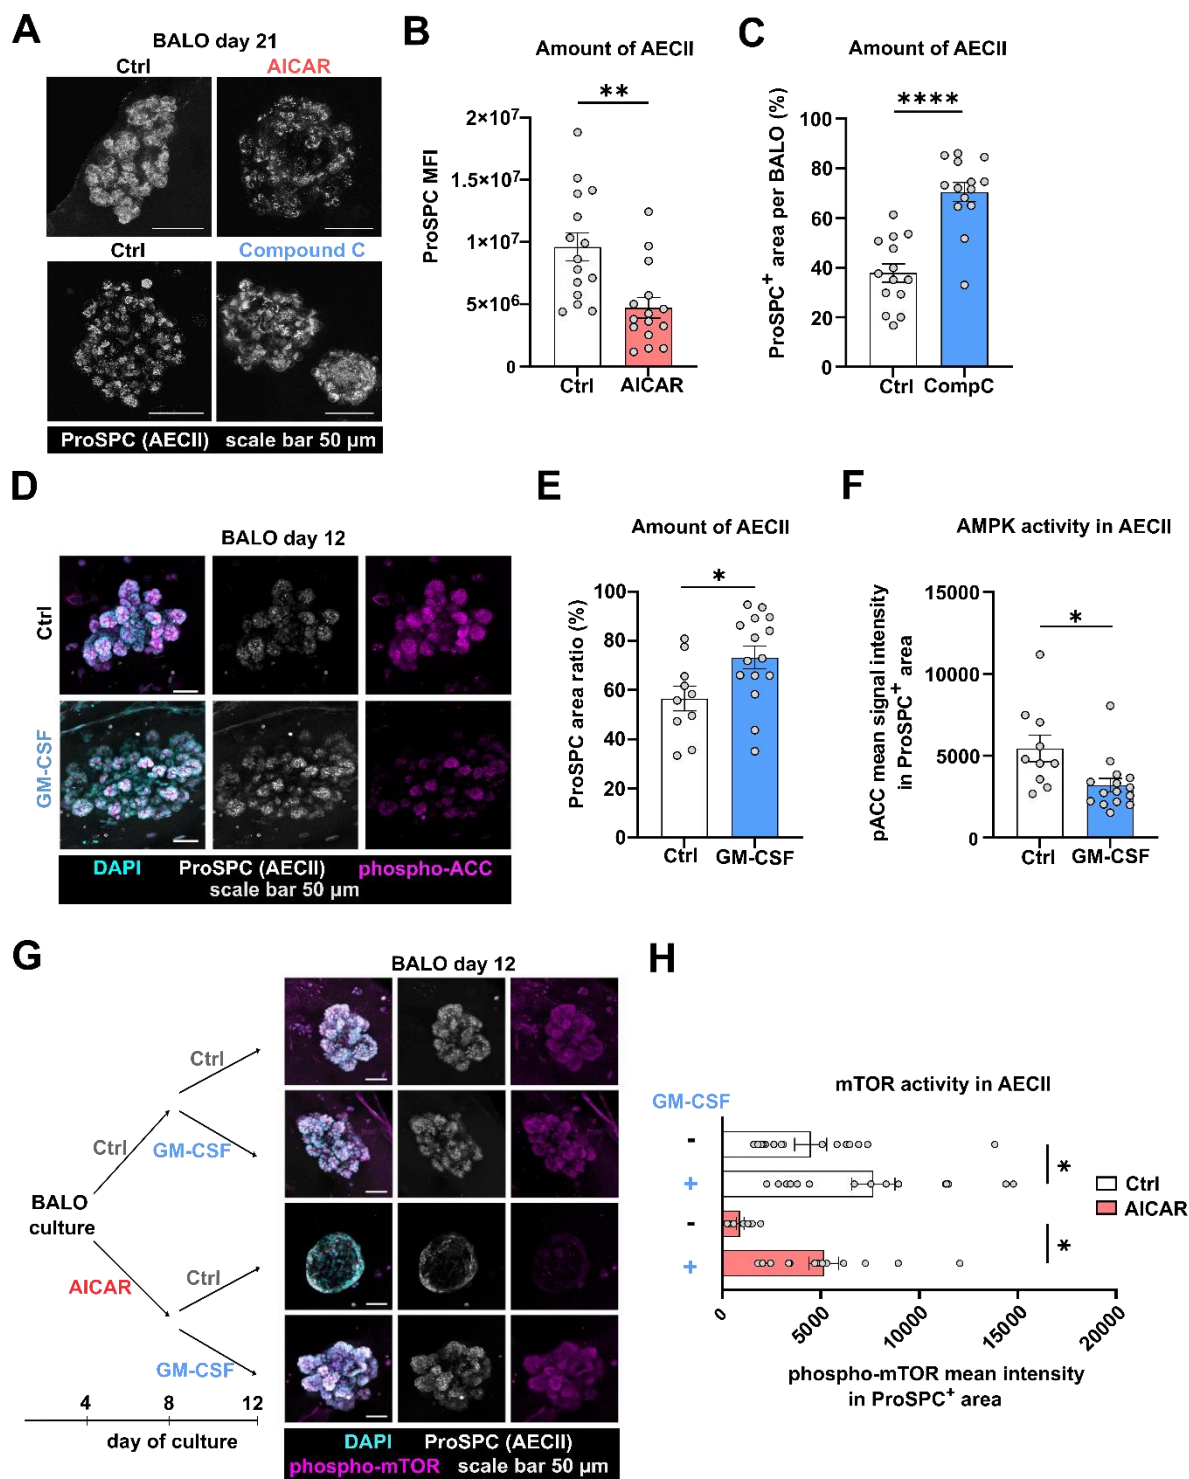 A
BALO day 21
Ctrl
AICAR
Ctrl
Compound C
ProSPC (AECII) scale bar 50 µm
B
Amount of AECII
**
ProSPC MFI
2×10⁷
1.5×10⁷
1×10⁷
5×10⁶
0
Ctrl AICAR
C
Amount of AECII
****
ProSPC⁺ area per BALO (%)
100
80
60
40
20
0
Ctrl CompC
D
BALO day 12
Ctrl
GM-CSF
DAPI ProSPC (AECII) phospho-ACC
scale bar 50 µm
E
Amount of AECII
*
ProSPC area ratio (%)
100
80
60
40
20
0
Ctrl GM-CSF
F
AMPK activity in AECII
*
pACC mean signal intensity
in ProSPC⁺ area
15000
10000
5000
0
Ctrl GM-CSF
G
BALO day 12
Ctrl
Ctrl
GM-CSF
BALO
culture
AICAR
Ctrl
GM-CSF
4 8 12
day of culture
DAPI ProSPC (AECII)
phospho-mTOR scale bar 50 µm
H
mTOR activity in AECII
GM-CSF
-
+
-
+
*
*
Ctrl
AICAR
0 5000 10000 15000 20000
phospho-mTOR mean intensity
in ProSPC⁺ area